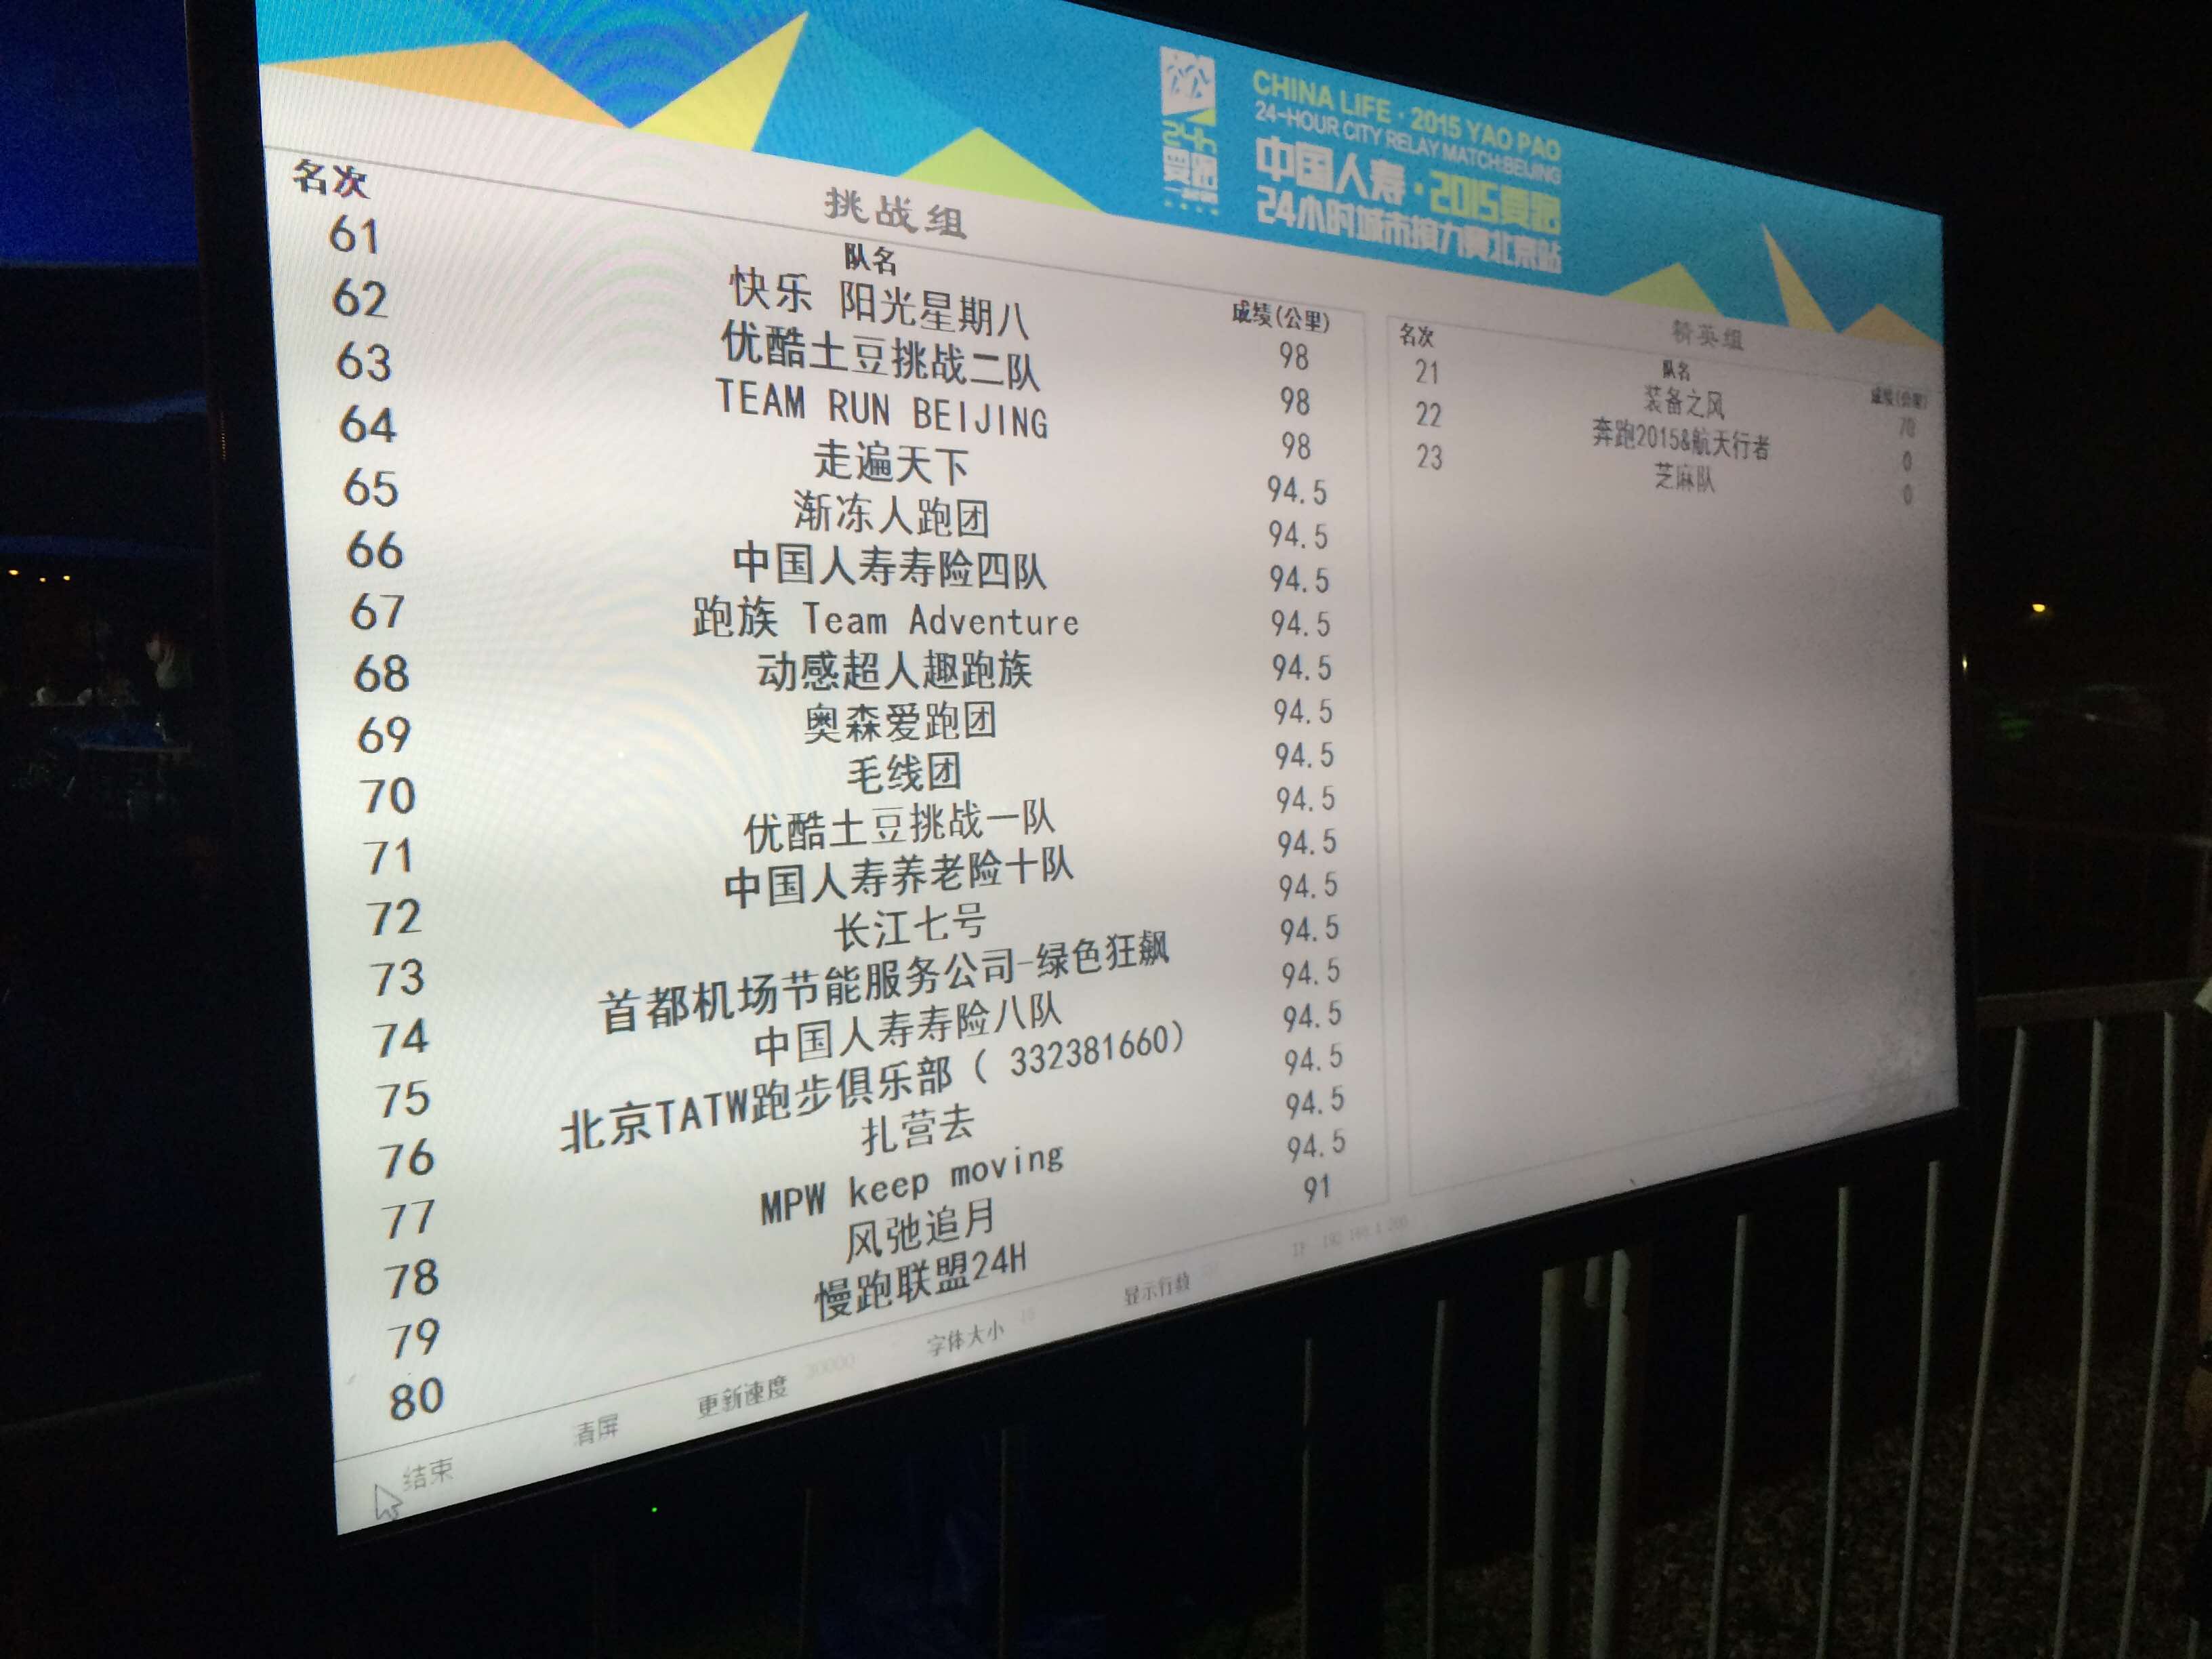 CHINA LIFE · 2015 YAO PAO
24-HOUR CITY RELAY MATCH:BEIJING
中国人寿·2015要跑
24小时城市接力赛北京站
24h
要跑
挑战组
名次 队名 成绩(公里)
61 快乐 阳光星期八 98
62 优酷土豆挑战二队 98
63 TEAM RUN BEIJING 98
64 走遍天下 94.5
65 渐冻人跑团 94.5
66 中国人寿寿险四队 94.5
67 跑族 Team Adventure 94.5
68 动感超人趣跑族 94.5
69 奥森爱跑团 94.5
70 毛线团 94.5
71 优酷土豆挑战一队 94.5
72 中国人寿养老险十队 94.5
73 长江七号 94.5
74 首都机场节能服务公司-绿色狂飙 94.5
75 中国人寿寿险八队 94.5
76 北京TATW跑步俱乐部( 332381660) 94.5
77 扎营去 94.5
78 MPW keep moving 94.5
79 风弛追月 94.5
80 慢跑联盟24H 91
精英组
名次 队名 成绩(公里)
21 装备之风 70
22 奔跑2015&航天行者 0
23 芝麻队 0
结束 清屏 更新速度 30000 字体大小 显示行数